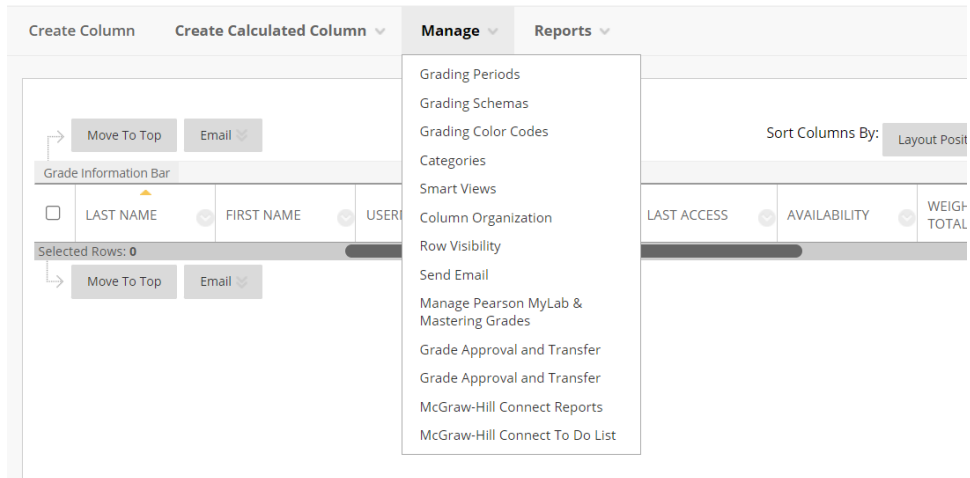 Create Column Create Calculated Column Manage Reports
Grading Periods
Grading Schemas
Grading Color Codes
Categories
Smart Views
Column Organization
Row Visibility
Send Email
Manage Pearson MyLab &
Mastering Grades
Grade Approval and Transfer
Grade Approval and Transfer
McGraw-Hill Connect Reports
McGraw-Hill Connect To Do List
Move To Top Email
Sort Columns By: Layout
Grade Information Bar
LAST NAME FIRST NAME LAST ACCESS AVAILABILITY
TOTAL
Selected Rows: 0
Move To Top Email